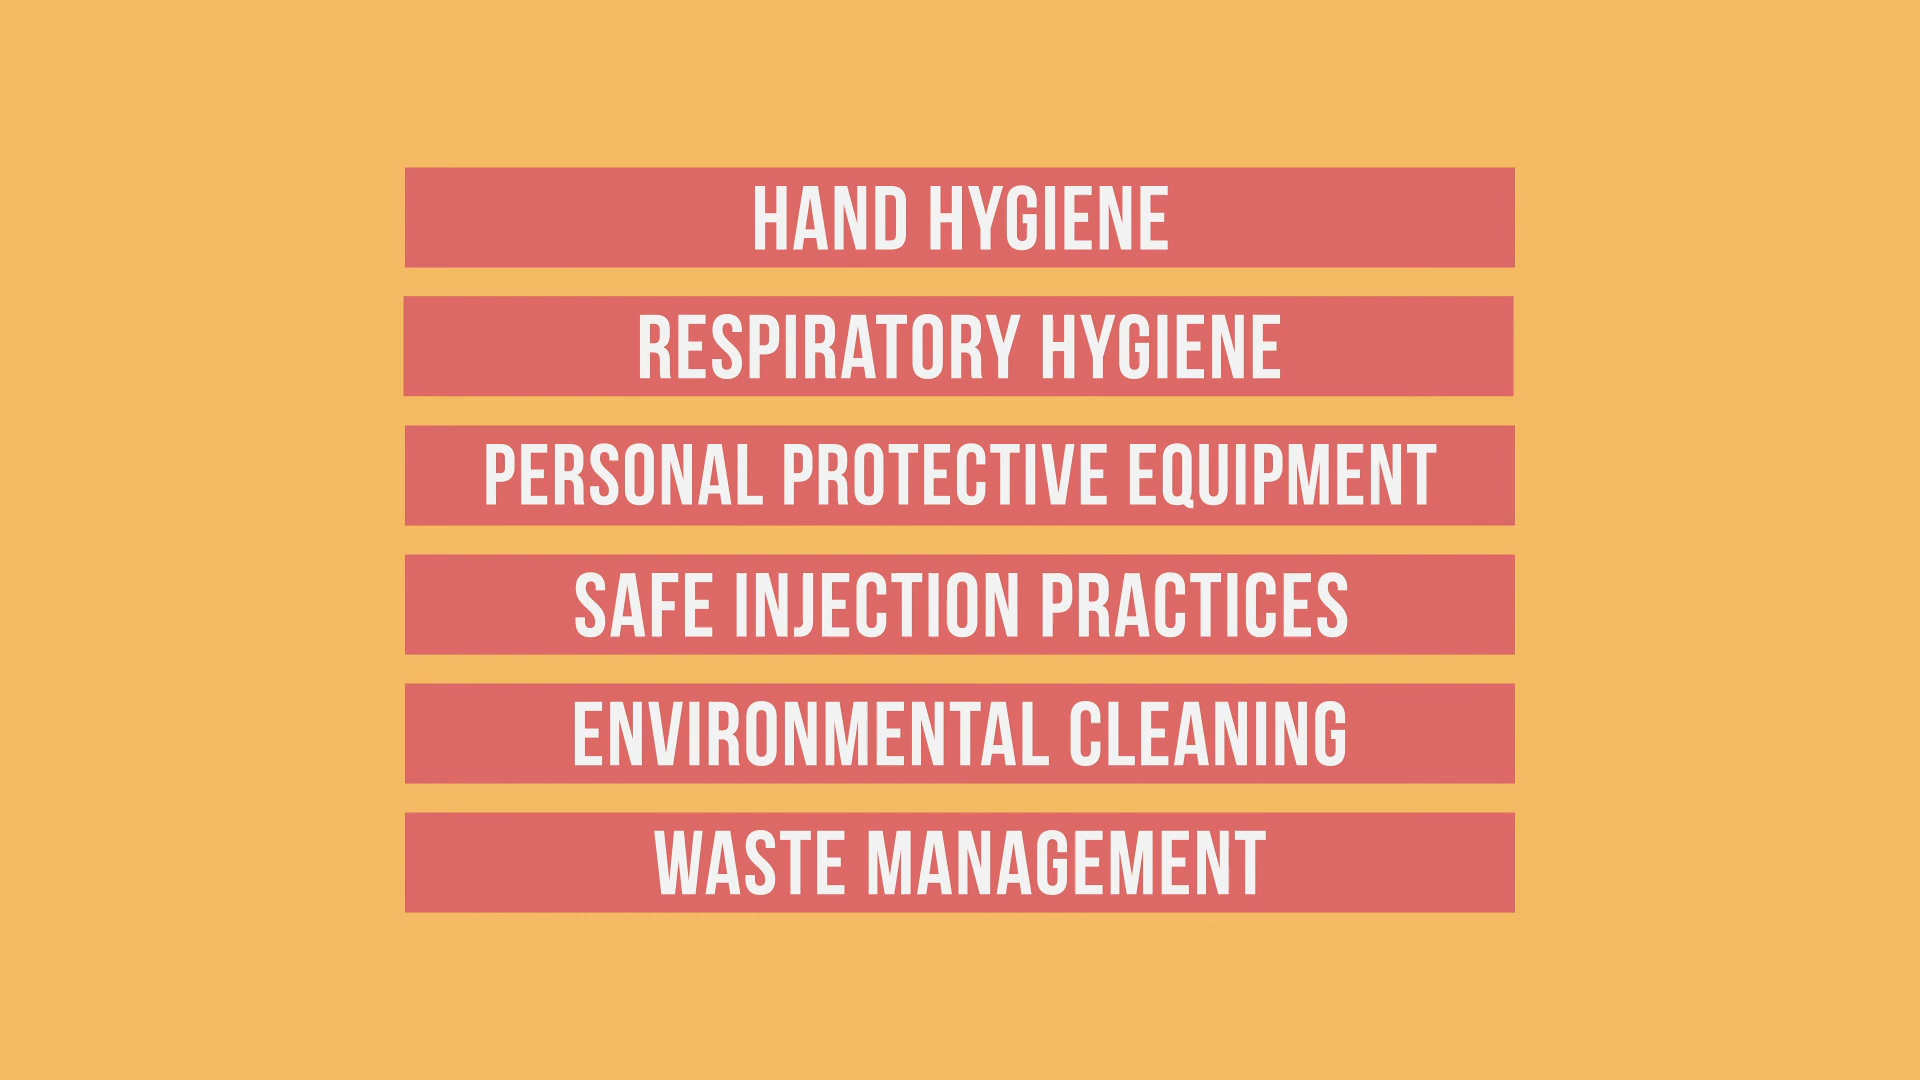 HAND HYGIENE
RESPIRATORY HYGIENE
PERSONAL PROTECTIVE EQUIPMENT
SAFE INJECTION PRACTICES
ENVIRONMENTAL CLEANING
WASTE MANAGEMENT